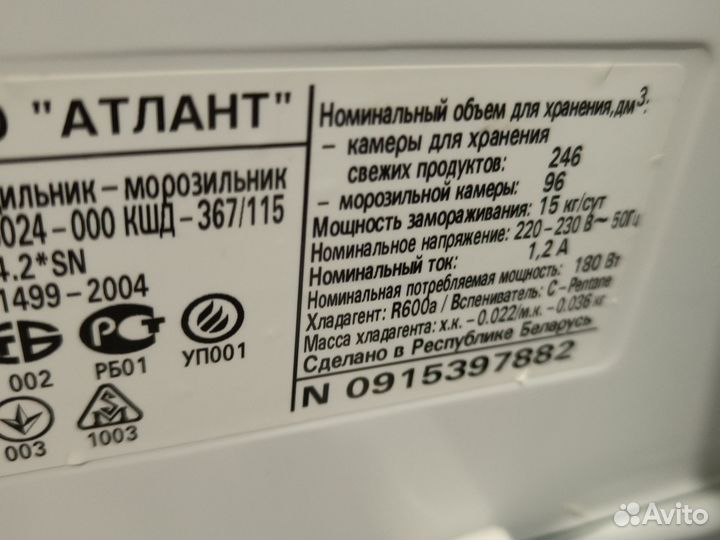 "АТЛАНТ"
ИЛЬНИК – МОРОЗИЛЬНИК
024 – 000 КШД – 367/115
4.2*SN
1499 – 2004
002
РБ01
УП001
003
1003
Номинальный объем для хранения,дм³:
– камеры для хранения
свежих продуктов: 246
– морозильной камеры: 96
Мощность замораживания: 15 кг/сут
Номинальное напряжение: 220 – 230 В~ 50Гц
Номинальный ток: 1,2 А
Номинальная потребляемая мощность: 180 Вт
Хладагент: R600a / Вспениватель: C – Pentane
Масса хладагента: х.к. – 0.022/м.к. – 0.036 кг
Сделано в Республике Беларусь
N 0915397882
Avito